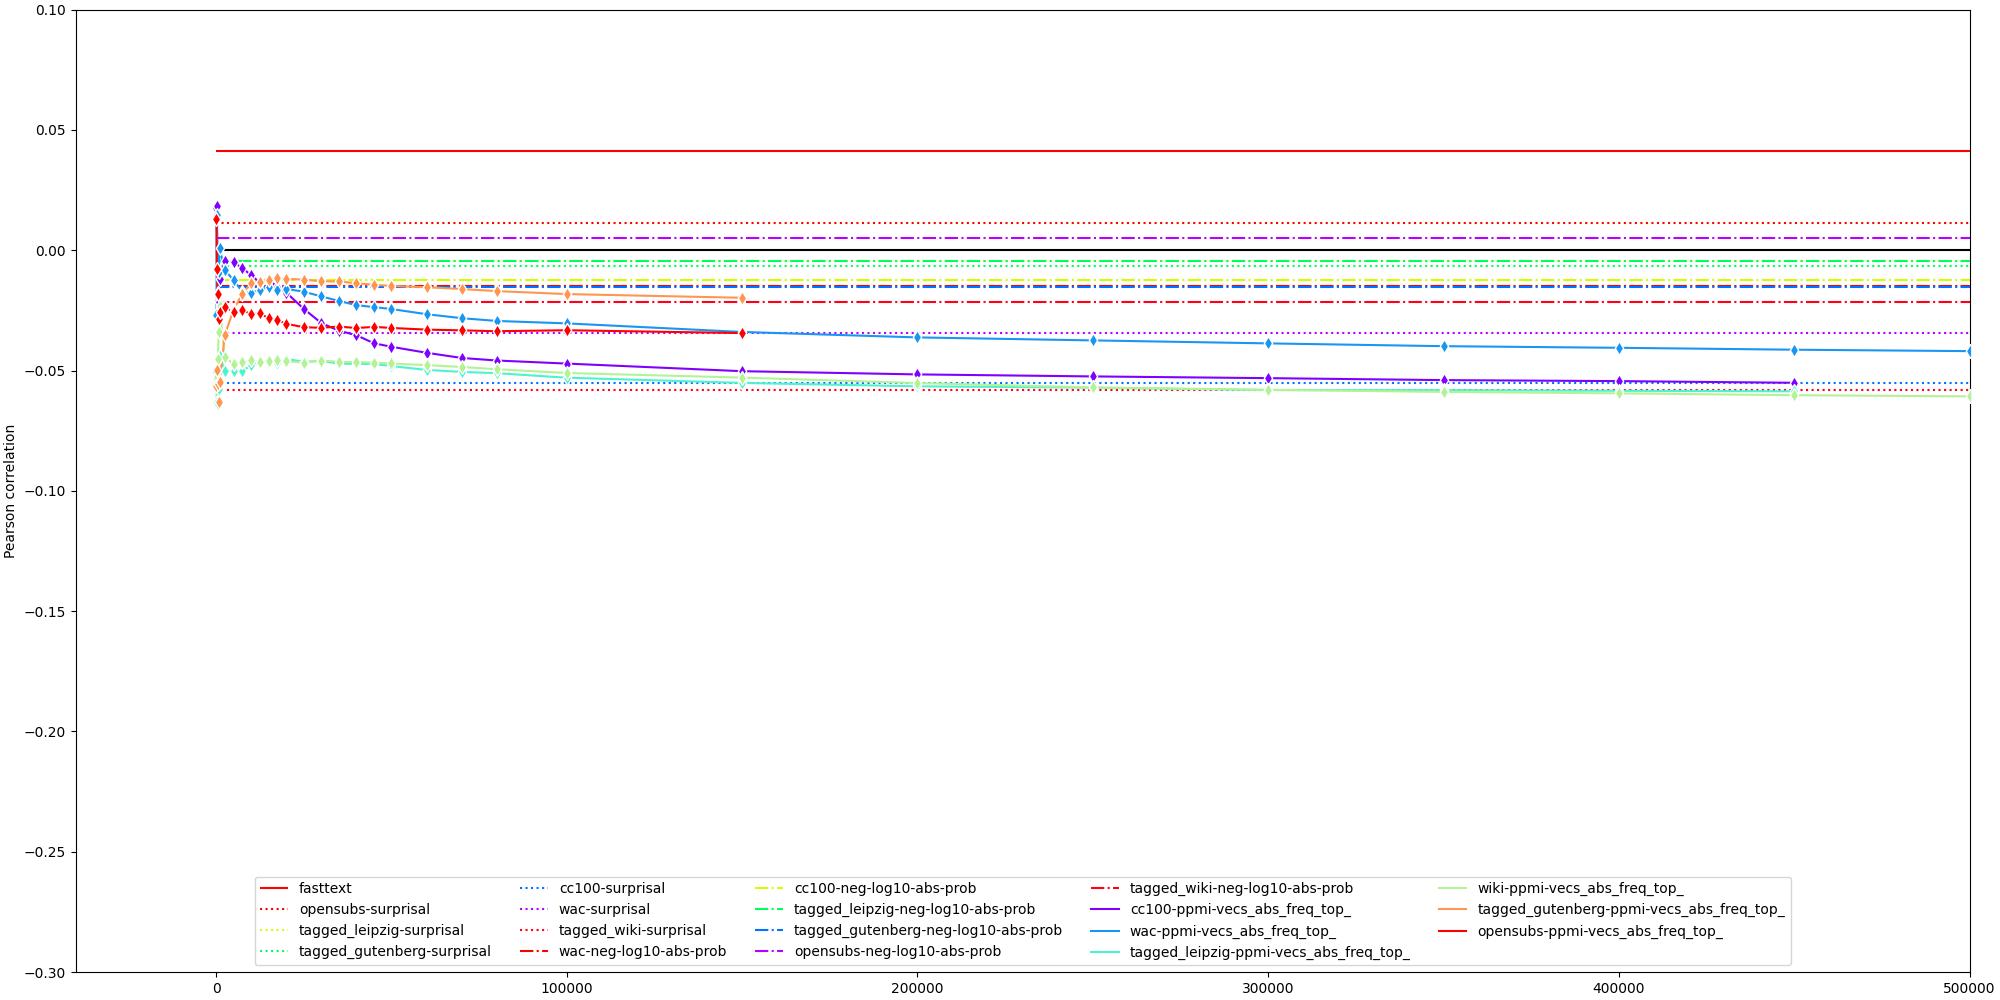 0.10
0.05
0.00
−0.05
−0.10
−0.15
−0.20
−0.25
−0.30
Pearson correlation
0
100000
200000
300000
400000
500000
fasttext
opensubs-surprisal
tagged_leipzig-surprisal
tagged_gutenberg-surprisal
cc100-surprisal
wac-surprisal
tagged_wiki-surprisal
wac-neg-log10-abs-prob
cc100-neg-log10-abs-prob
tagged_leipzig-neg-log10-abs-prob
tagged_gutenberg-neg-log10-abs-prob
opensubs-neg-log10-abs-prob
tagged_wiki-neg-log10-abs-prob
cc100-ppmi-vecs_abs_freq_top_
wac-ppmi-vecs_abs_freq_top_
tagged_leipzig-ppmi-vecs_abs_freq_top_
wiki-ppmi-vecs_abs_freq_top_
tagged_gutenberg-ppmi-vecs_abs_freq_top_
opensubs-ppmi-vecs_abs_freq_top_